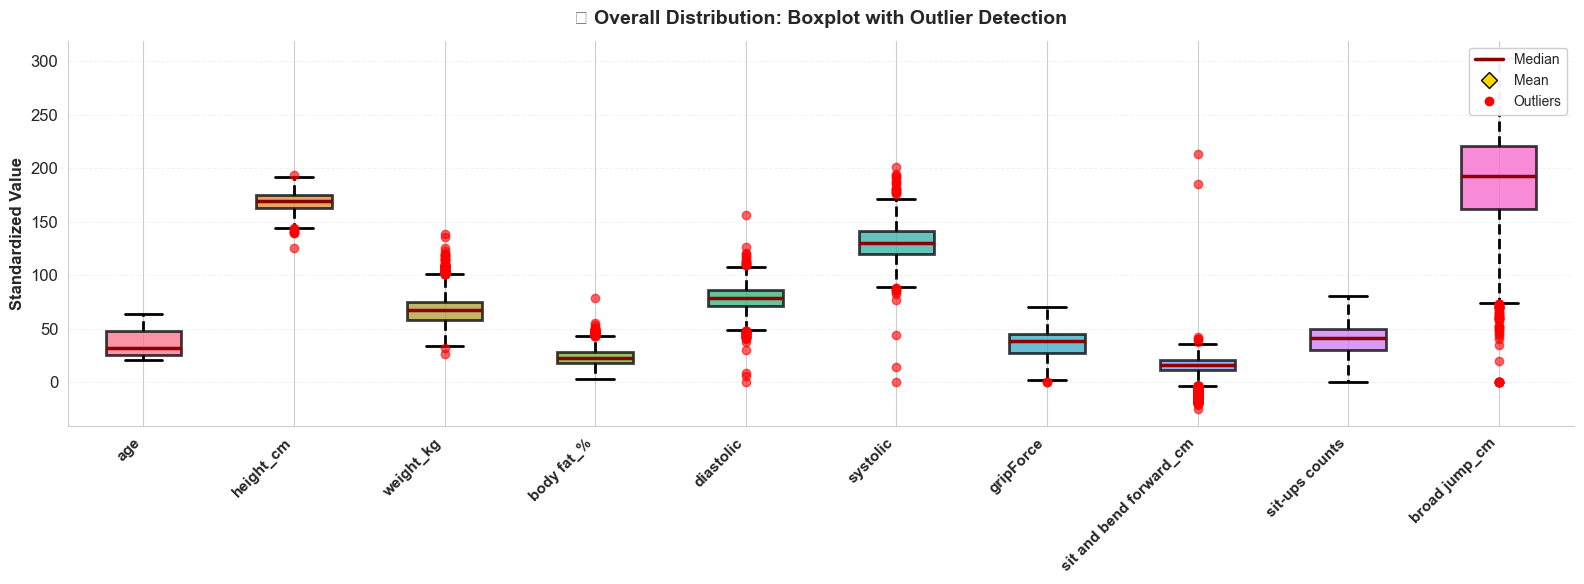 Overall Distribution: Boxplot with Outlier Detection
Standardized Value
300
250
200
150
100
50
0
Median
Mean
Outliers
age
height_cm
weight_kg
body fat_%
diastolic
systolic
gripForce
sit and bend forward_cm
sit-ups counts
broad jump_cm